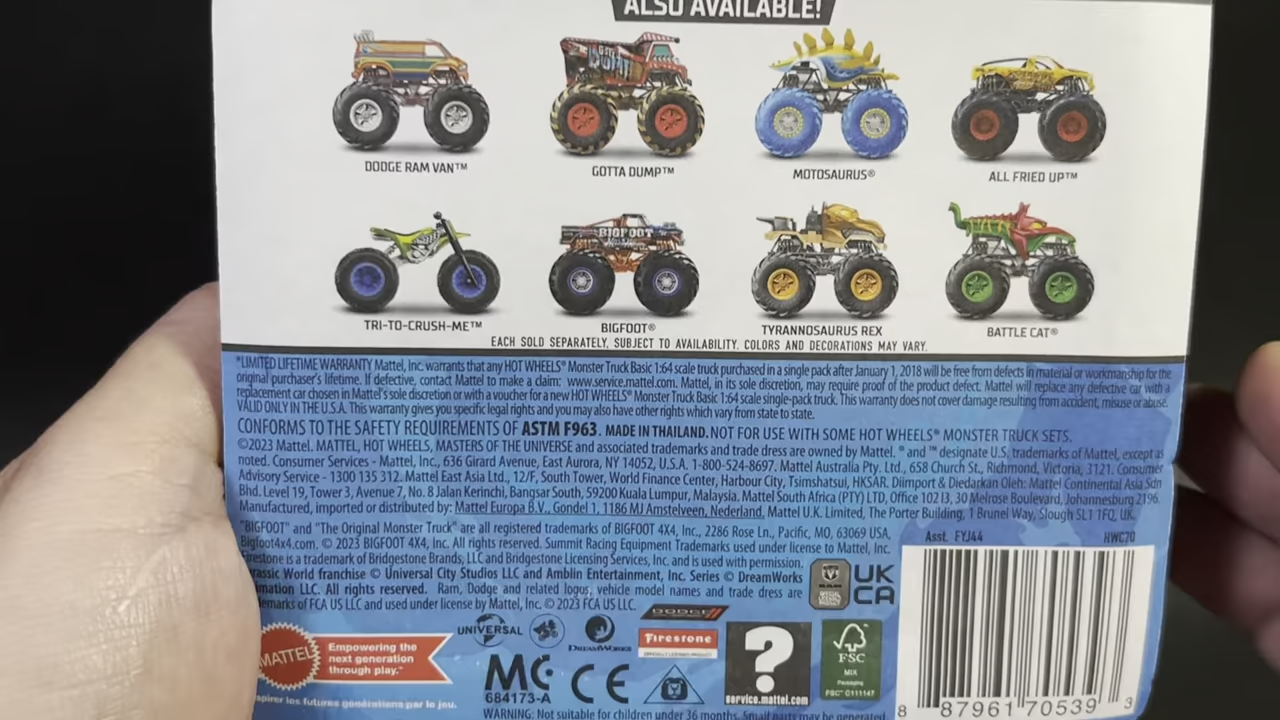 ALSO AVAILABLE!
DODGE RAM VAN™
GOTTA DUMP™
MOTOSAURUS®
ALL FRIED UP™
BIGFOOT
TRI-TO-CRUSH-ME™
BIGFOOT®
TYRANNOSAURUS REX
BATTLE CAT®
EACH SOLD SEPARATELY. SUBJECT TO AVAILABILITY. COLORS AND DECORATIONS MAY VARY.
*LIMITED LIFETIME WARRANTY Mattel, Inc. warrants that any HOT WHEELS® Monster Truck Basic 1:64 scale truck purchased in a single pack after January 1, 2018 will be free from defects in material or workmanship for the
original purchaser's lifetime. If defective, contact Mattel to make a claim: www.service.mattel.com. Mattel, in its sole discretion, may require proof of the product defect. Mattel will replace any defective car with a
replacement car chosen in Mattel's sole discretion or with a voucher for a new HOT WHEELS® Monster Truck Basic 1:64 scale single-pack truck. This warranty does not cover damage resulting from accident, misuse or abuse.
VALID ONLY IN THE U.S.A. This warranty gives you specific legal rights and you may also have other rights which vary from state to state.
CONFORMS TO THE SAFETY REQUIREMENTS OF ASTM F963. MADE IN THAILAND. NOT FOR USE WITH SOME HOT WHEELS® MONSTER TRUCK SETS.
©2023 Mattel. MATTEL, HOT WHEELS, MASTERS OF THE UNIVERSE and associated trademarks and trade dress are owned by Mattel. ® and ™ designate U.S. trademarks of Mattel, except as
noted. Consumer Services - Mattel, Inc., 636 Girard Avenue, East Aurora, NY 14052, U.S.A. 1-800-524-8697. Mattel Australia Pty. Ltd., 658 Church St., Richmond, Victoria, 3121. Consumer
Advisory Service - 1300 135 312. Mattel East Asia Ltd., 12/F, South Tower, World Finance Center, Harbour City, Tsimshatsui, HKSAR. Diimport & Diedarkan Oleh: Mattel Continental Asia Sdn
Bhd. Level 19, Tower 3, Avenue 7, No. 8 Jalan Kerinchi, Bangsar South, 59200 Kuala Lumpur, Malaysia. Mattel South Africa (PTY) LTD, Office 102 I3, 30 Melrose Boulevard, Johannesburg 2196.
Manufactured, imported or distributed by: Mattel Europa B.V., Gondel 1, 1186 MJ Amstelveen, Nederland. Mattel U.K. Limited, The Porter Building, 1 Brunel Way, Slough SL1 1FQ, UK.
"BIGFOOT" and "The Original Monster Truck" are all registered trademarks of BIGFOOT 4X4, Inc., 2286 Rose Ln., Pacific, MO, 63069 USA,
Bigfoot4x4.com. © 2023 BIGFOOT 4X4, Inc. All rights reserved. Summit Racing Equipment Trademarks used under license to Mattel, Inc.
Firestone is a trademark of Bridgestone Brands, LLC and Bridgestone Licensing Services, Inc. and is used with permission.
rassic World franchise © Universal City Studios LLC and Amblin Entertainment, Inc. Series © DreamWorks
imation LLC. All rights reserved. Ram, Dodge and related logos, vehicle model names and trade dress are
emarks of FCA US LLC and used under license by Mattel, Inc. © 2023 FCA US LLC.
Asst. FYJ44
HWC70
RAM
UK
CA
DODGE
UNIVERSAL
DREAMWORKS
Firestone
MATTEL
Empowering the
next generation
through play.™
spirer les futures générations par le jeu.
MC
684173-A
CE
?
service.mattel.com
FSC
MIX
Packaging
FSC® C111147
8 87961 70539 3
WARNING: Not suitable for children under 36 months. Small parts may be generated